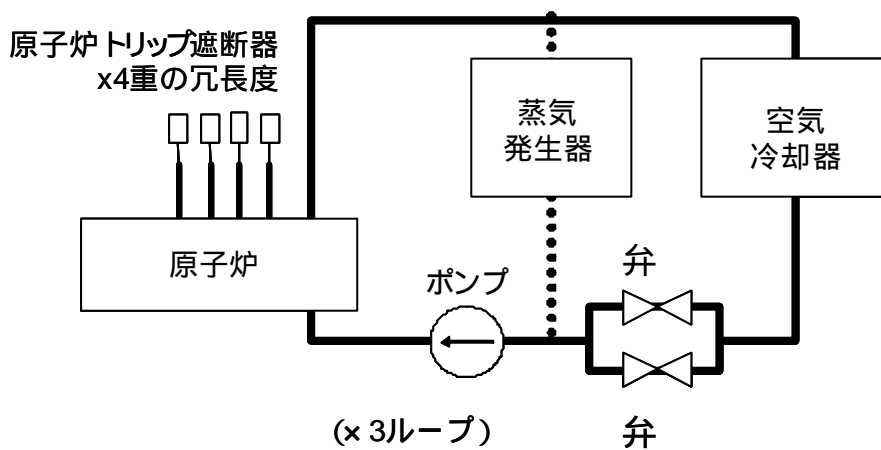 原子炉トリップ遮断器
x4重の冗長度
蒸気
発生器
空気
冷却器
原子炉
ポンプ
弁
(×3ループ)
弁